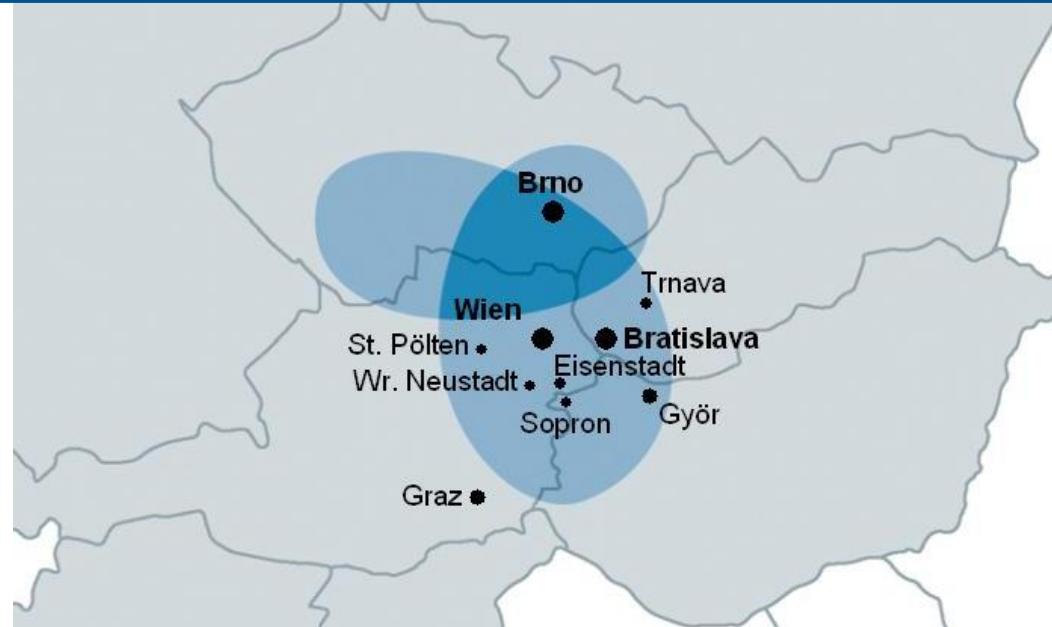 Brno
Trnava
Wien
Bratislava
St. Pölten
Eisenstadt
Wr. Neustadt
Sopron
Györ
Graz